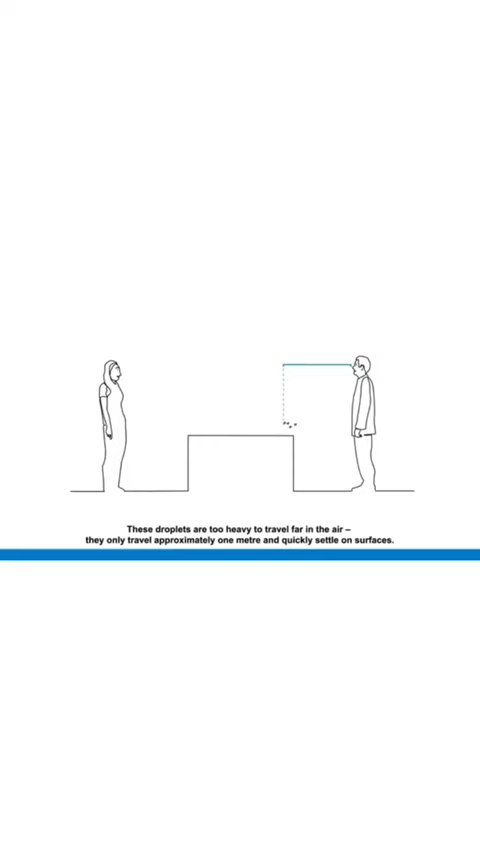 These droplets are too heavy to travel far in the air –
they only travel approximately one metre and quickly settle on surfaces.